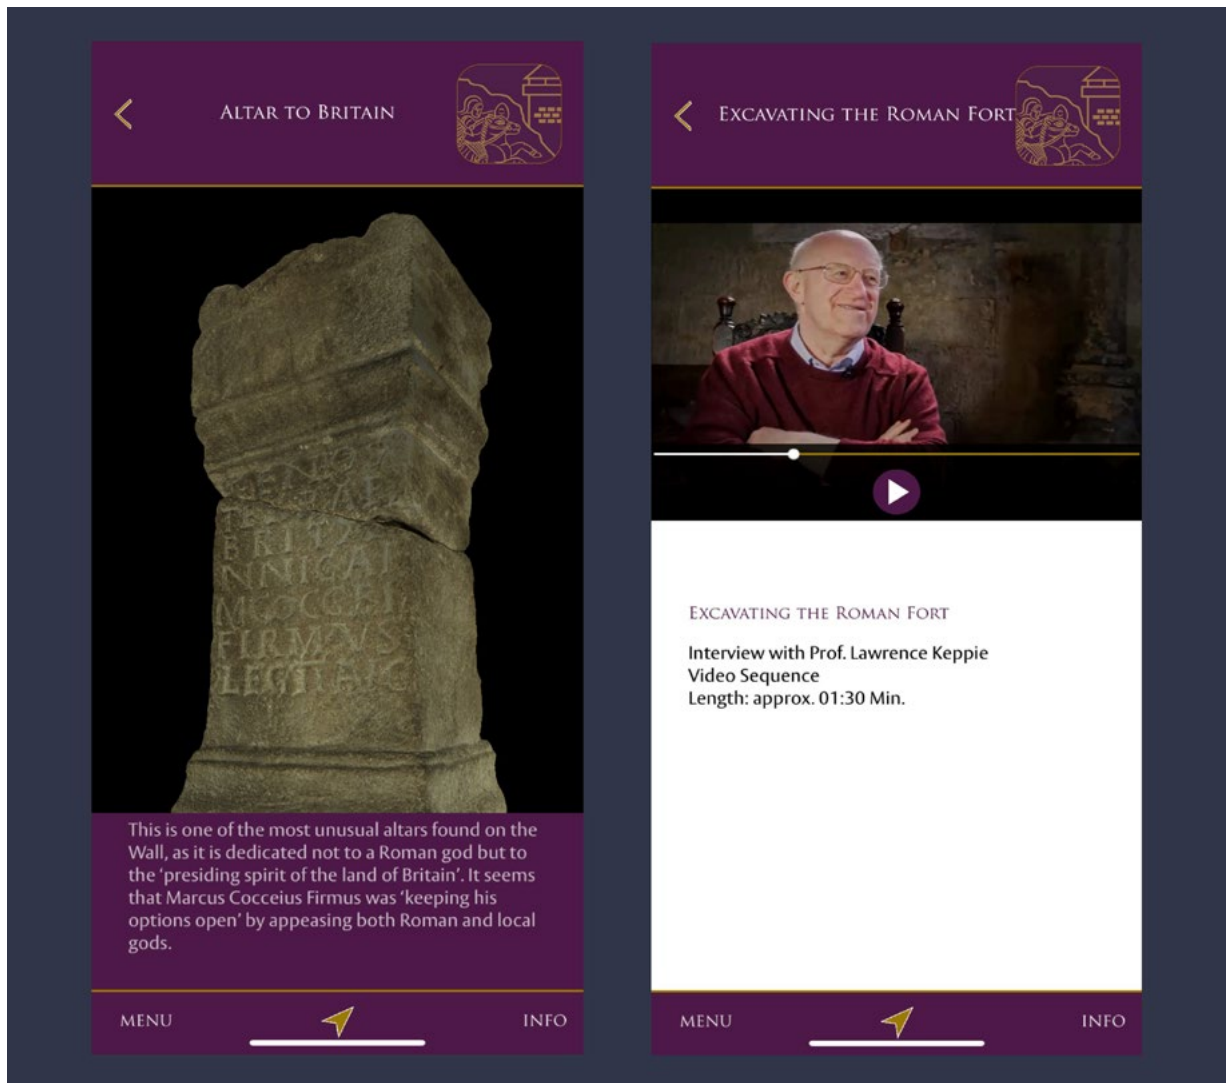 ALTAR TO BRITAIN
BRITA
NNICAE
FIRMVS
This is one of the most unusual altars found on the
Wall, as it is dedicated not to a Roman god but to
the ‘presiding spirit of the land of Britain’. It seems
that Marcus Cocceius Firmus was ‘keeping his
options open’ by appeasing both Roman and local
gods.
MENU
INFO
EXCAVATING THE ROMAN FORT
EXCAVATING THE ROMAN FORT
Interview with Prof. Lawrence Keppie
Video Sequence
Length: approx. 01:30 Min.
MENU
INFO